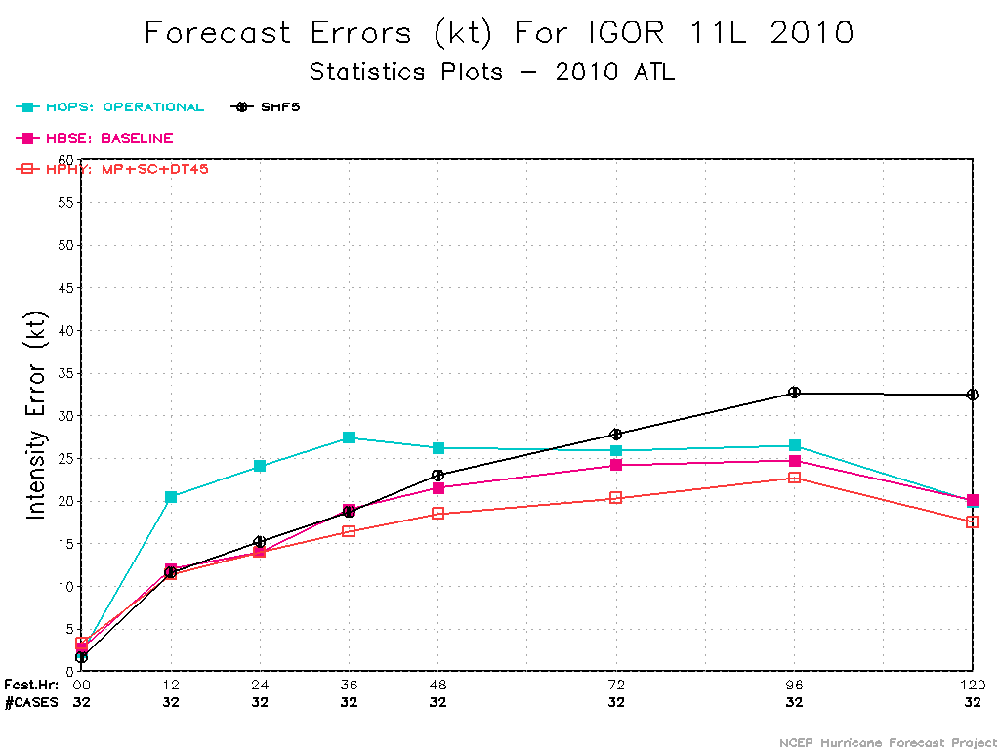 Forecast Errors (kt) For IGOR 11L 2010
Statistics Plots - 2010 ATL
HOPS: OPERATIONAL SHF5
HBSE: BASELINE
HPHY: MP+SC+DT45
60
55
50
45
40
35
30
25
20
15
10
5
0
Intensity Error (kt)
Fcst.Hr: 00 12 24 36 48 72 96 120
#CASES 32 32 32 32 32 32 32 32
NCEP Hurricane Forecast Project